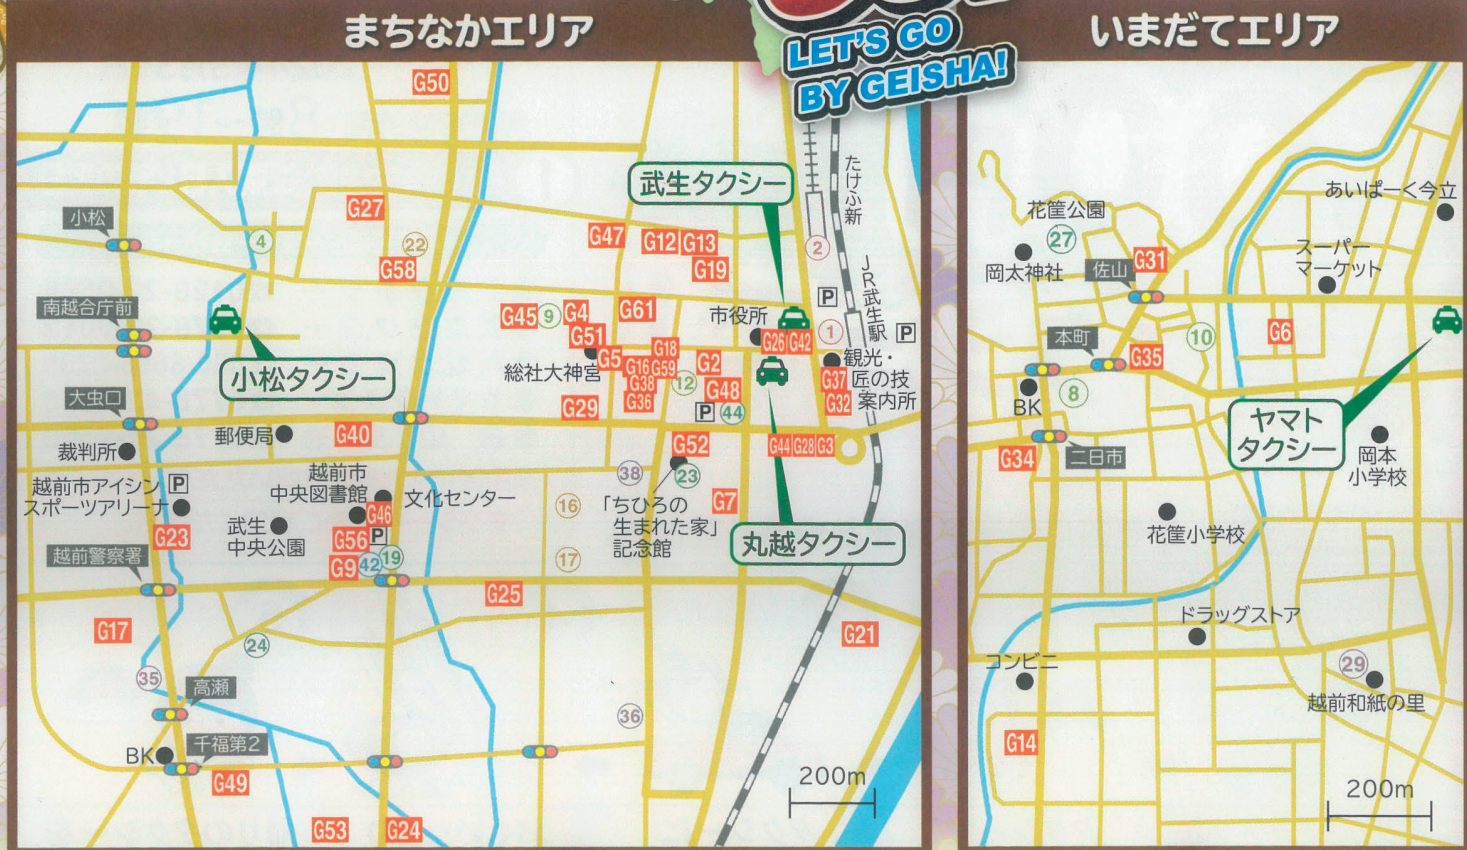 まちなかエリア
LET'S GO
BY GEISHA!
いまだてエリア
G50
武生タクシー
たけふ新
小松
G27
4
22
G58
G47
G12
G13
G19
2
JR武生駅
P
P
南越合庁前
小松タクシー
G45
9
G4
G61
G51
市役所
G26
G42
1
総社大神宮
G5
G18
G16
G59
G38
G36
G2
12
G48
観光・
匠の技
案内所
G37
G32
大虫口
G29
P
44
裁判所
郵便局
G40
G52
G44
G28
G3
越前市アイシン
スポーツアリーナ
P
越前市
中央図書館
文化センター
38
23
「ちひろの
生まれた家」
記念館
G7
G46
16
武生
中央公園
G23
G56
P
丸越タクシー
越前警察署
G9
42
19
17
G25
G17
G21
24
35
高瀬
36
BK
千福第2
G49
200m
G53
G24
あいぱーく今立
花筐公園
27
岡太神社
佐山
G31
スーパー
マーケット
本町
G35
10
G6
BK
8
ヤマト
タクシー
G34
二日市
岡本
小学校
花筐小学校
ドラッグストア
コンビニ
29
越前和紙の里
G14
200m